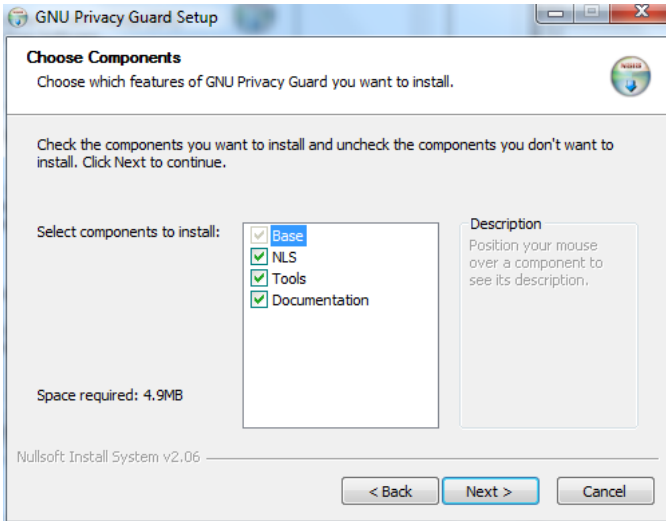 GNU Privacy Guard Setup
Choose Components
Choose which features of GNU Privacy Guard you want to install.
Check the components you want to install and uncheck the components you don't want to
install. Click Next to continue.
Select components to install:
Base
NLS
Tools
Documentation
Description
Position your mouse
over a component to
see its description.
Space required: 4.9MB
Nullsoft Install System v2.06
< Back
Next >
Cancel